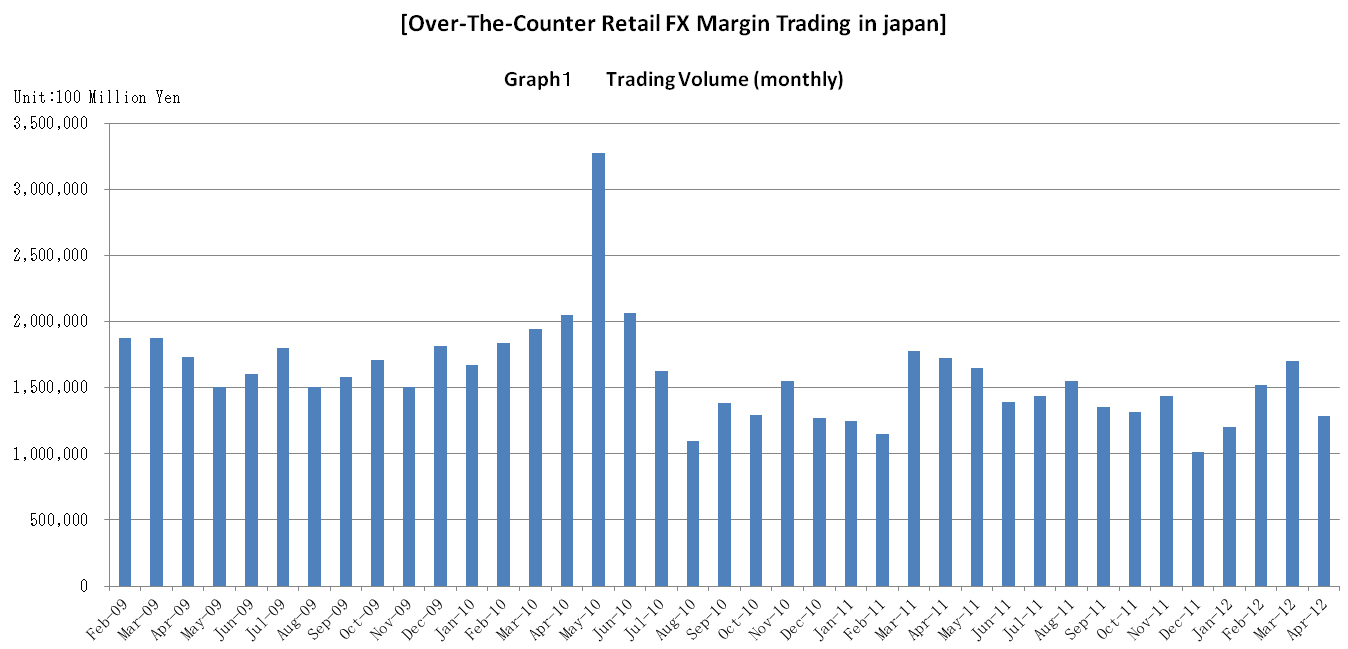 [Over-The-Counter Retail FX Margin Trading in japan]
Graph1 Trading Volume (monthly)
Unit:100 Million Yen
3,500,000
3,000,000
2,500,000
2,000,000
1,500,000
1,000,000
500,000
0
Feb-09 Mar-09 Apr-09 May-09 Jun-09 Jul-09 Aug-09 Sep-09 Oct-09 Nov-09 Dec-09 Jan-10 Feb-10 Mar-10 Apr-10 May-10 Jun-10 Jul-10 Aug-10 Sep-10 Oct-10 Nov-10 Dec-10 Jan-11 Feb-11 Mar-11 Apr-11 May-11 Jun-11 Jul-11 Aug-11 Sep-11 Oct-11 Nov-11 Dec-11 Jan-12 Feb-12 Mar-12 Apr-12